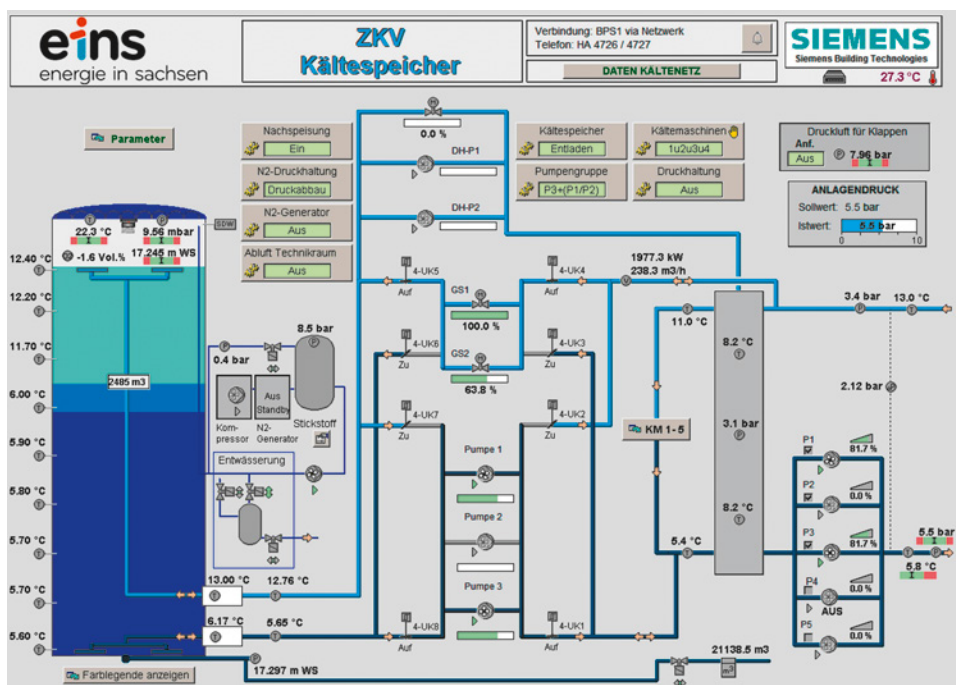 eins
energie in sachsen
ZKV
Kältespeicher
Verbindung: BPS1 via Netzwerk
Telefon: HA 4726 / 4727
DATEN KÄLTENETZ
SIEMENS
Siemens Building Technologies
27.3 °C
Parameter
Nachspeisung
Ein
N2-Druckhaltung
Druckabbau
N2-Generator
Aus
Abluft Technikraum
Aus
M
0.0 %
DH-P1
DH-P2
Kältespeicher
Entladen
Pumpengruppe
P3+(P1/P2)
Kältemaschinen
1u2u3u4
Druckhaltung
Aus
Druckluft für Klappen
Anf.
Aus
P
7.96 bar
ANLAGENDRUCK
Sollwert: 5.5 bar
Istwert:
5.5 bar
0
10
SDW
22.3 °C
9.56 mbar
-1.6 Vol.%
17.245 m WS
12.40 °C
12.20 °C
11.70 °C
6.00 °C
5.90 °C
5.80 °C
5.70 °C
5.70 °C
5.60 °C
2485 m3
8.5 bar
0.4 bar
Kom-
pressor
Aus
Standby
N2-
Generator
Stickstoff
Entwässerung
13.00 °C
12.76 °C
6.17 °C
5.65 °C
17.297 m WS
Farblegende anzeigen
4-UK5
Auf
4-UK6
Zu
4-UK7
Zu
4-UK8
Auf
GS1
100.0 %
GS2
63.8 %
4-UK4
Auf
4-UK3
Zu
4-UK2
Zu
4-UK1
Auf
Pumpe 1
Pumpe 2
Pumpe 3
1977.3 kW
238.3 m3/h
11.0 °C
8.2 °C
3.1 bar
8.2 °C
KM 1- 5
5.4 °C
3.4 bar
13.0 °C
2.12 bar
P1
81.7 %
P2
0.0 %
P3
81.7 %
P4
0.0 %
AUS
P5
0.0 %
5.5 bar
5.8 °C
21138.5 m3
m³